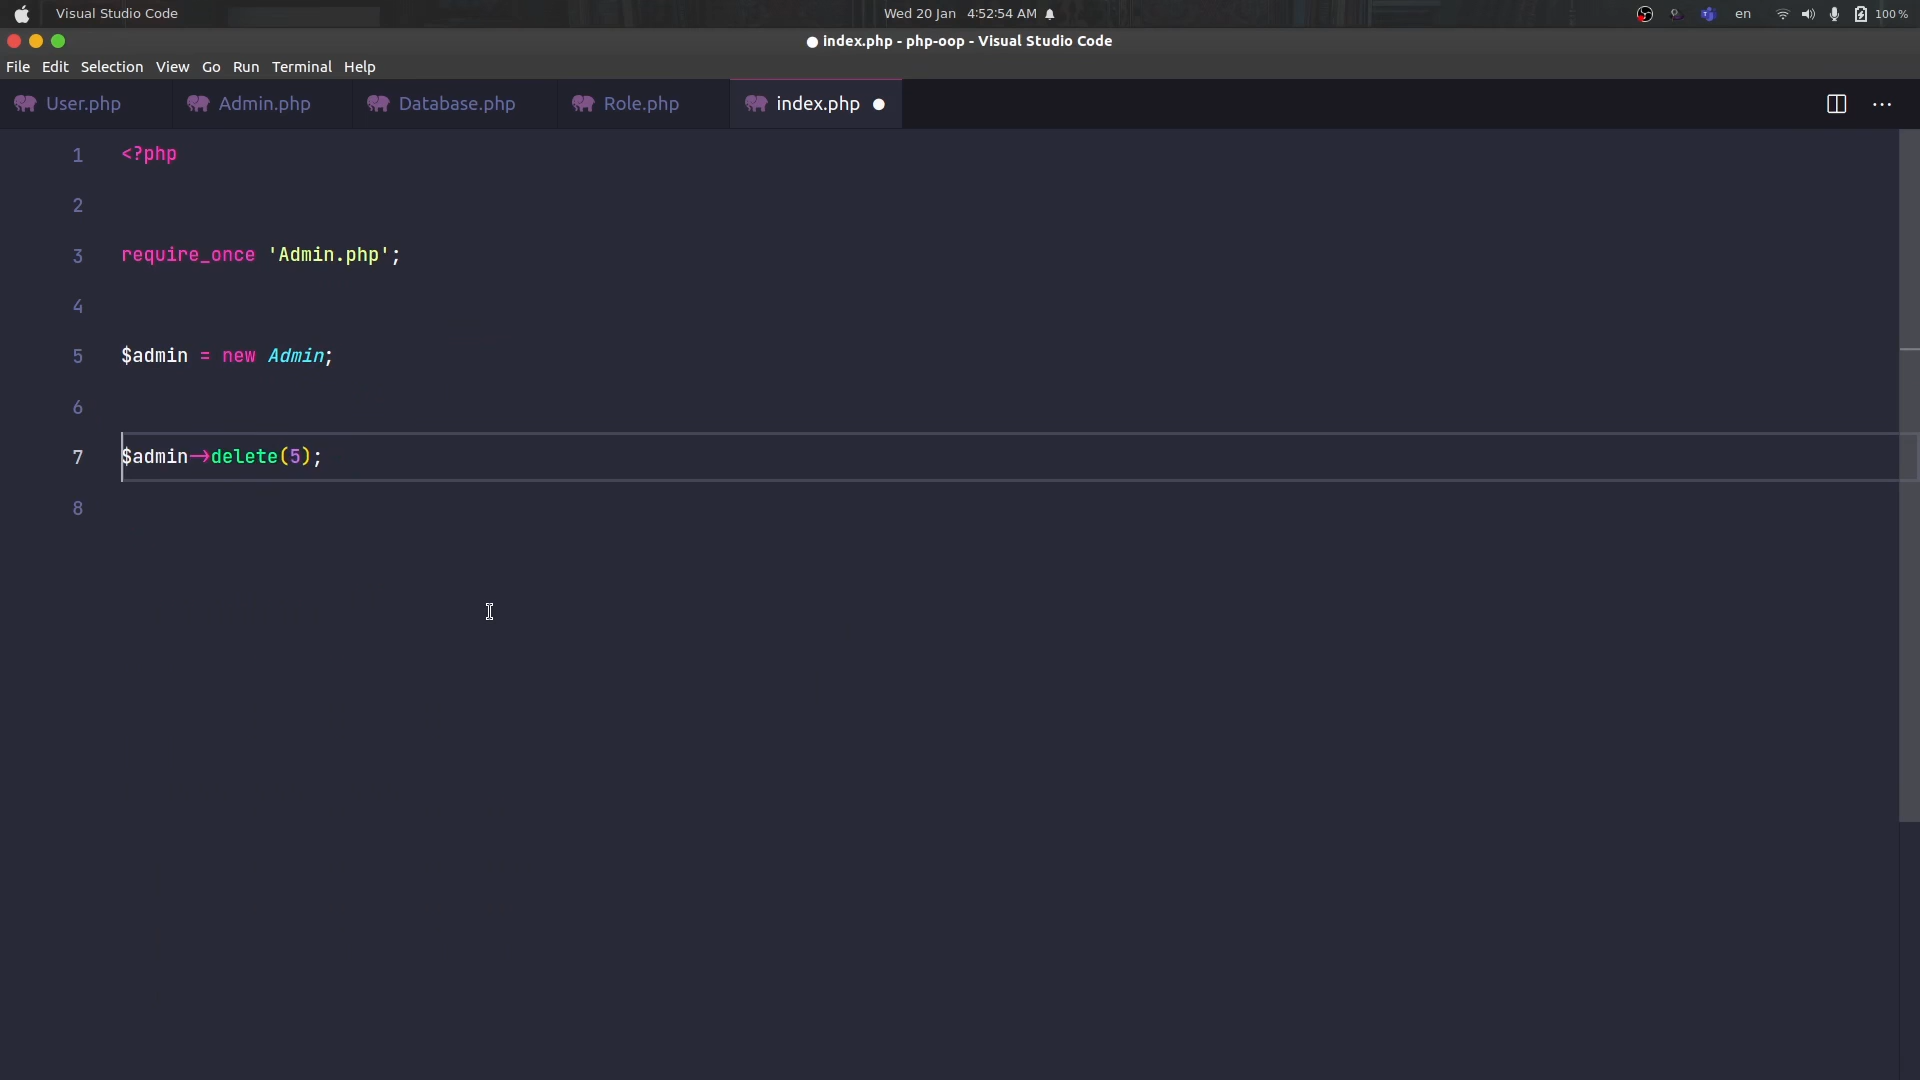 Visual Studio Code
Wed 20 Jan 4:52:54 AM
en
100 %
● index.php - php-oop - Visual Studio Code
File Edit Selection View Go Run Terminal Help
User.php
Admin.php
Database.php
Role.php
index.php
1 <?php
2
3 require_once 'Admin.php';
4
5 $admin = new Admin;
6
7 $admin->delete(5);
8